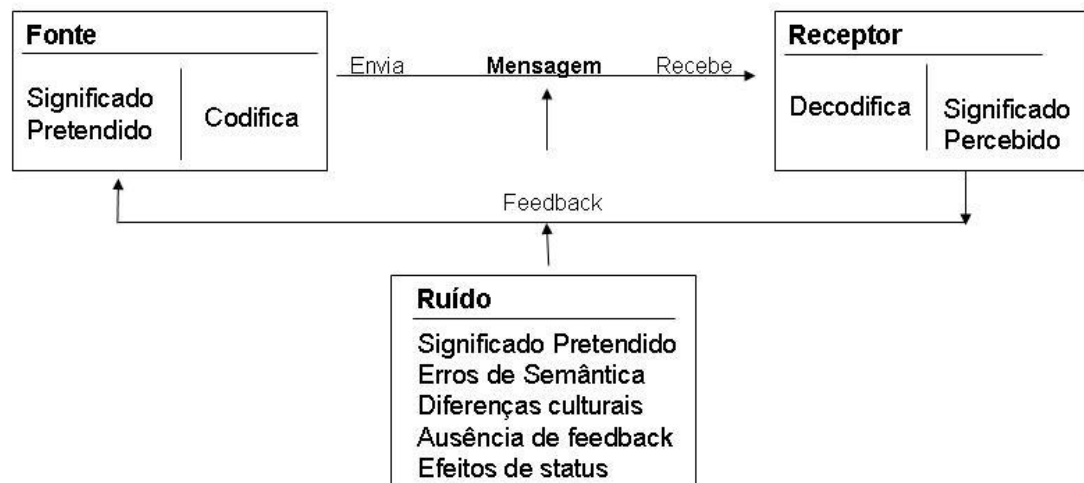 Fonte
Significado
Pretendido
Codifica
Envia
Mensagem
Recebe
Receptor
Decodifica
Significado
Percebido
Feedback
Ruído
Significado Pretendido
Erros de Semântica
Diferenças culturais
Ausência de feedback
Efeitos de status